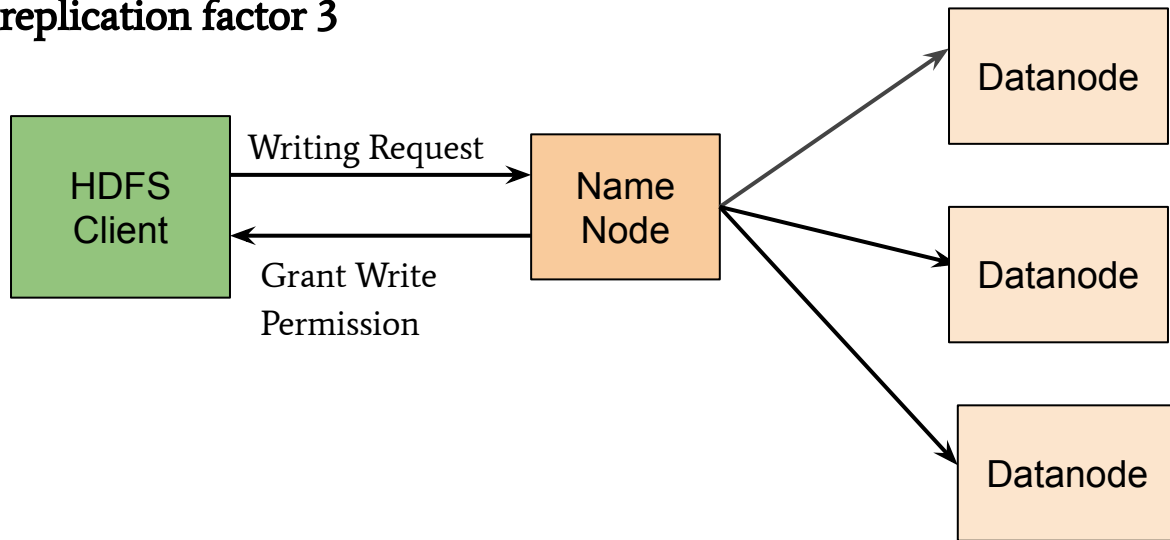 replication factor 3
Datanode
Writing Request
HDFS
Client
Name
Node
Grant Write
Permission
Datanode
Datanode